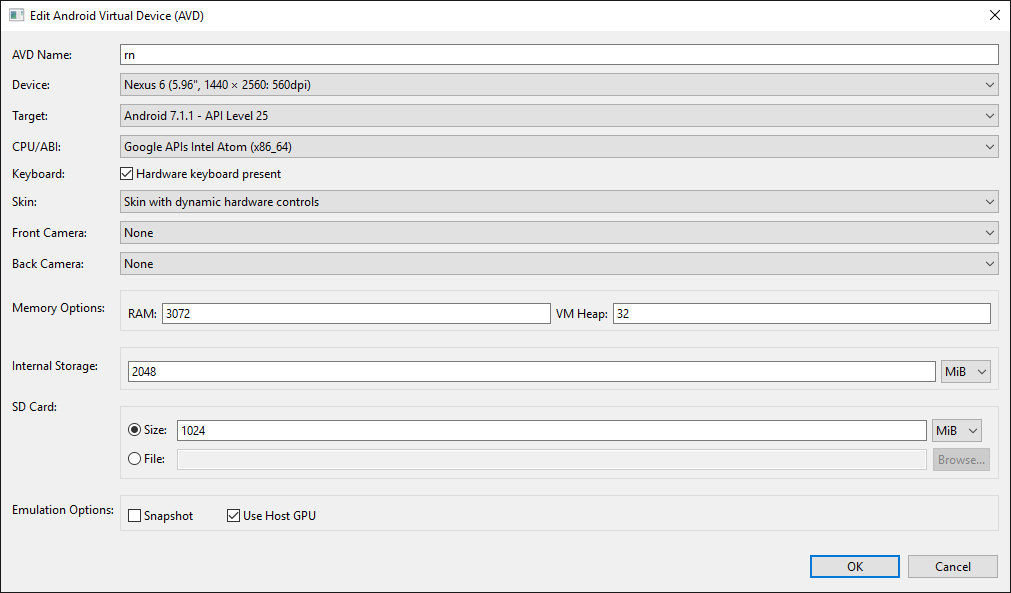 Edit Android Virtual Device (AVD)
AVD Name: rn
Device: Nexus 6 (5.96", 1440 × 2560: 560dpi)
Target: Android 7.1.1 - API Level 25
CPU/ABI: Google APIs Intel Atom (x86_64)
Keyboard: Hardware keyboard present
Skin: Skin with dynamic hardware controls
Front Camera: None
Back Camera: None
Memory Options: RAM: 3072 VM Heap: 32
Internal Storage: 2048 MiB
SD Card:
Size: 1024 MiB
File: Browse...
Emulation Options: Snapshot Use Host GPU
OK Cancel